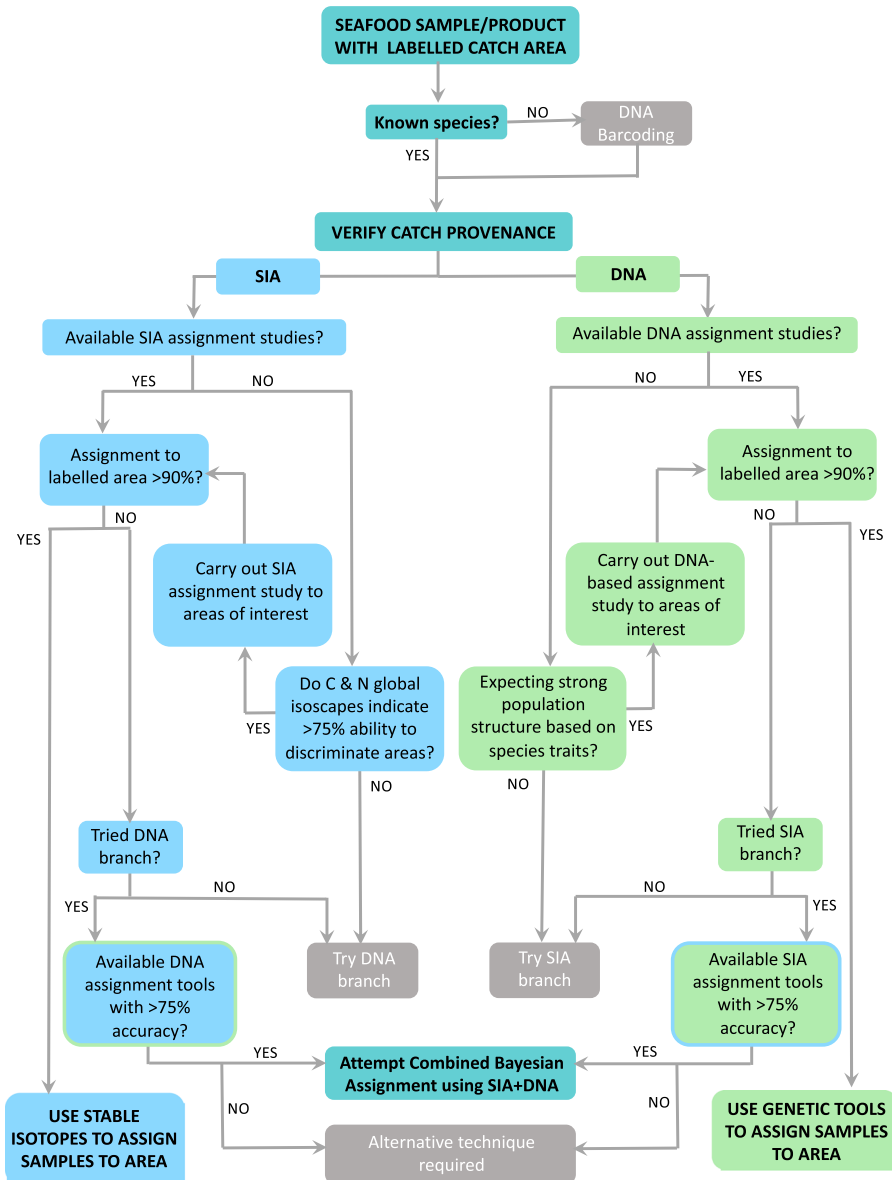 SEAFOOD SAMPLE/PRODUCT
WITH LABELLED CATCH AREA
Known species?
NO
DNA
Barcoding
YES
VERIFY CATCH PROVENANCE
SIA
DNA
Available SIA assignment studies?
Available DNA assignment studies?
YES
NO
NO
YES
Assignment to
labelled area >90%?
Assignment to
labelled area >90%?
YES
NO
NO
YES
Carry out SIA
assignment study to
areas of interest
Carry out DNA-
based assignment
study to areas of
interest
Do C & N global
isoscapes indicate
>75% ability to
discriminate areas?
Expecting strong
population
structure based on
species traits?
YES
YES
NO
NO
Tried DNA
branch?
Tried SIA
branch?
YES
NO
NO
YES
Available DNA
assignment tools
with >75%
accuracy?
Try DNA
branch
Try SIA
branch
Available SIA
assignment tools
with >75%
accuracy?
YES
YES
Attempt Combined Bayesian
Assignment using SIA+DNA
NO
NO
USE STABLE
ISOTOPES TO ASSIGN
SAMPLES TO AREA
Alternative technique
required
USE GENETIC TOOLS
TO ASSIGN SAMPLES
TO AREA